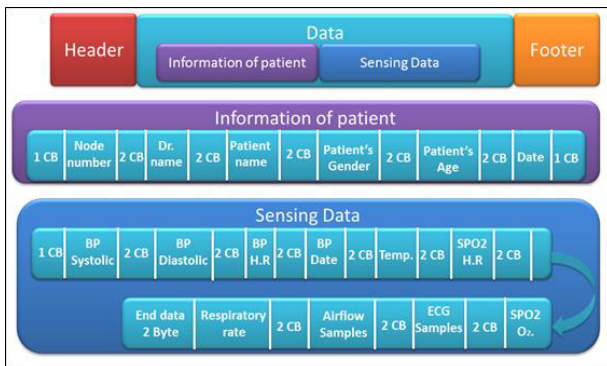 Header
Data
Footer
Information of patient
Sensing Data
Information of patient
1 CB Node number 2 CB Dr. name 2 CB Patient name 2 CB Patient's Gender 2 CB Patient's Age 2 CB Date 1 CB
Sensing Data
1 CB BP Systolic 2 CB BP Diastolic 2 CB BP H.R 2 CB BP Date 2 CB Temp. 2 CB SPO2 H.R 2 CB
End data 2 Byte Respiratory rate 2 CB Airflow Samples 2 CB ECG Samples 2 CB SPO2 O2.